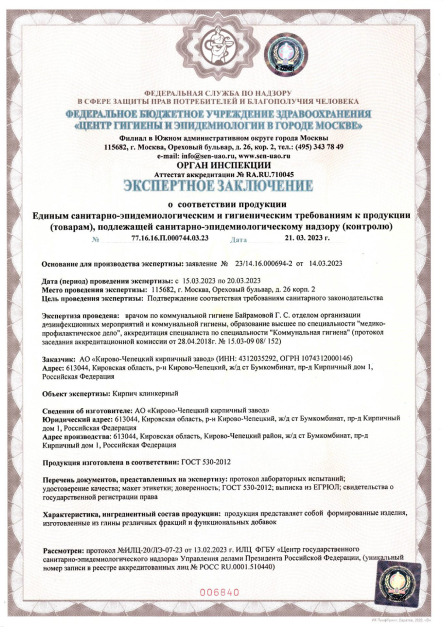 ФЕДЕРАЛЬНАЯ СЛУЖБА ПО НАДЗОРУ
В СФЕРЕ ЗАЩИТЫ ПРАВ ПОТРЕБИТЕЛЕЙ И БЛАГОПОЛУЧИЯ ЧЕЛОВЕКА
ФЕДЕРАЛЬНОЕ БЮДЖЕТНОЕ УЧРЕЖДЕНИЕ ЗДРАВООХРАНЕНИЯ
«ЦЕНТР ГИГИЕНЫ И ЭПИДЕМИОЛОГИИ В ГОРОДЕ МОСКВЕ»
Филиал в Южном административном округе города Москвы
115682, г. Москва, Ореховый бульвар, д. 26, кор. 2, тел.: (495) 343 78 49
e-mail: info@sen-uao.ru, www.sen-uao.ru
ОРГАН ИНСПЕКЦИИ
Аттестат аккредитации № RA.RU.710045
ЭКСПЕРТНОЕ ЗАКЛЮЧЕНИЕ
о соответствии продукции
Единым санитарно-эпидемиологическим и гигиеническим требованиям к продукции
(товарам), подлежащей санитарно-эпидемиологическому надзору (контролю)
№ 77.16.16.П.000744.03.23 Дата 21. 03. 2023 г.
Основание для производства экспертизы: заявление № 23/14.16.000694-2 от 14.03.2023
Дата (период) проведения экспертизы: с 15.03.2023 по 20.03.2023
Место проведения экспертизы: 115682, г. Москва, Ореховый бульвар, д. 26 корп. 2
Цель проведения экспертизы: Подтверждение соответствия требованиям санитарного законодательства
Экспертиза проведена: врачом по коммунальной гигиене Байрамовой Г. С. отделом организации
дезинфекционных мероприятий и коммунальной гигиены, образование высшее по специальности "медико-
профилактическое дело", аккредитация специалиста по специальности "Коммунальная гигиена" (протокол
заседания аккредитационной комиссии от 28.04.2018г. № 15.03-09 08/ 152)
Заказчик: АО «Кирово-Чепецкий кирпичный завод» (ИНН: 4312035292, ОГРН 1074312000146)
Адрес: 613044, Кировская область, р-н Кирово-Чепецкий, ж/д ст Бумкомбинат, пр-д Кирпичный дом 1,
Российская Федерация
Объект экспертизы: Кирпич клинкерный
Сведения об изготовителе: АО «Кирово-Чепецкий кирпичный завод»
Юридический адрес: 613044, Кировская область, р-н Кирово-Чепецкий, ж/д ст Бумкомбинат, пр-д Кирпичный
дом 1, Российская Федерация
Адрес производства: 613044, Кировская область, Кирово-Чепецкий район, ж/д ст Бумкомбинат, пр-д
Кирпичный дом 1, Российская Федерация
Продукция изготовлена в соответствии: ГОСТ 530-2012
Перечень документов, представленных на экспертизу: протокол лабораторных испытаний;
удостоверение качества; макет этикетки; доверенность; ГОСТ 530-2012; выписка из ЕГРЮЛ; свидетельства о
государственной регистрации права
Характеристика, ингредиентный состав продукции: продукция представляет собой формированные изделия,
изготовленные из глины различных фракций и функциональных добавок
Рассмотрен: протокол №ИЛЦ-20/ЛЭ-07-23 от 13.02.2023 г. ИЛЦ ФГБУ «Центр государственного
санитарно-эпидемиологического надзора» Управления делами Президента Российской Федерации, (уникальный
номер записи в реестре аккредитованных лиц № РОСС RU.0001.510440)
006840